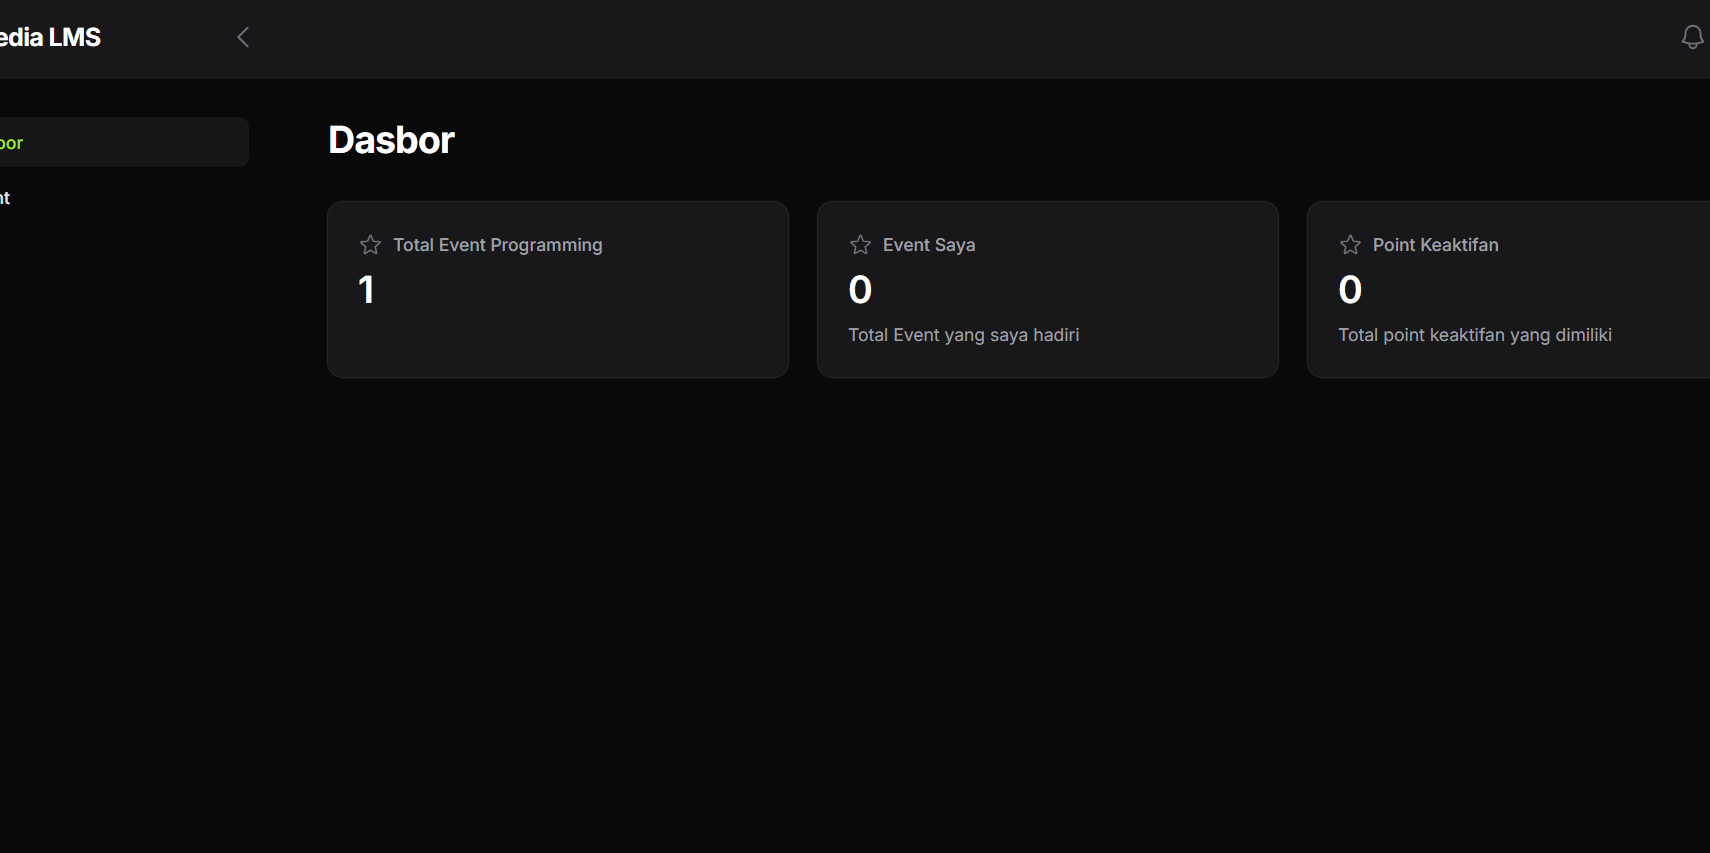 edia LMS
bor
nt
Dasbor
Total Event Programming
1
Event Saya
0
Total Event yang saya hadiri
Point Keaktifan
0
Total point keaktifan yang dimiliki